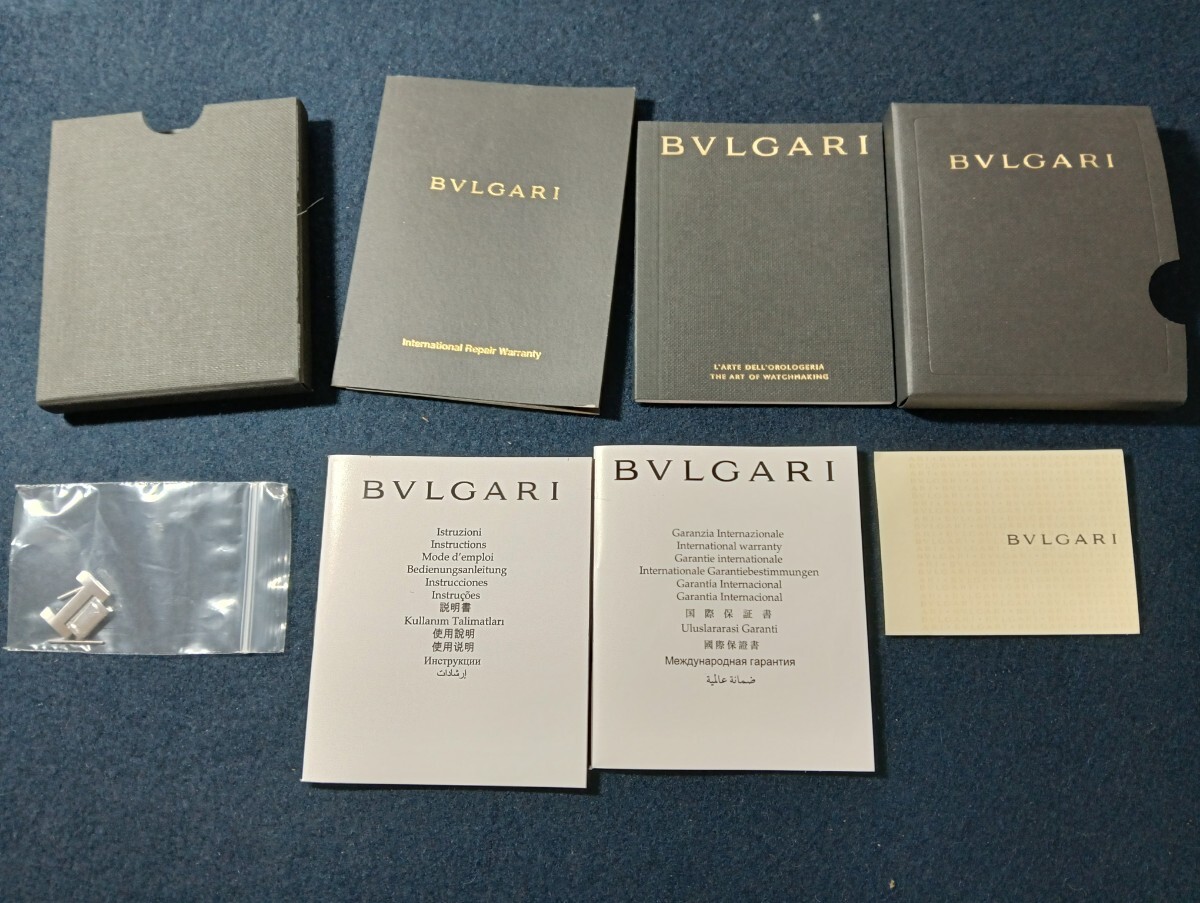 BVLGARI
International Repair Warranty
BVLGARI
L'ARTE DELL'OROLOGERIA
THE ART OF WATCHMAKING
BVLGARI
BVLGARI
Istruzioni
Instructions
Mode d'emploi
Bedienungsanleitung
Instrucciones
Instruções
説明書
Kullanım Talimatları
使用說明
使用说明
Инструкции
إرشادات
BVLGARI
Garanzia Internazionale
International warranty
Garantie internationale
Internationale Garantiebestimmungen
Garantía Internacional
Garantia Internacional
国際保証書
Uluslararasi Garanti
國際保證書
Международная гарантия
ضمانة عالمية
BVLGARI